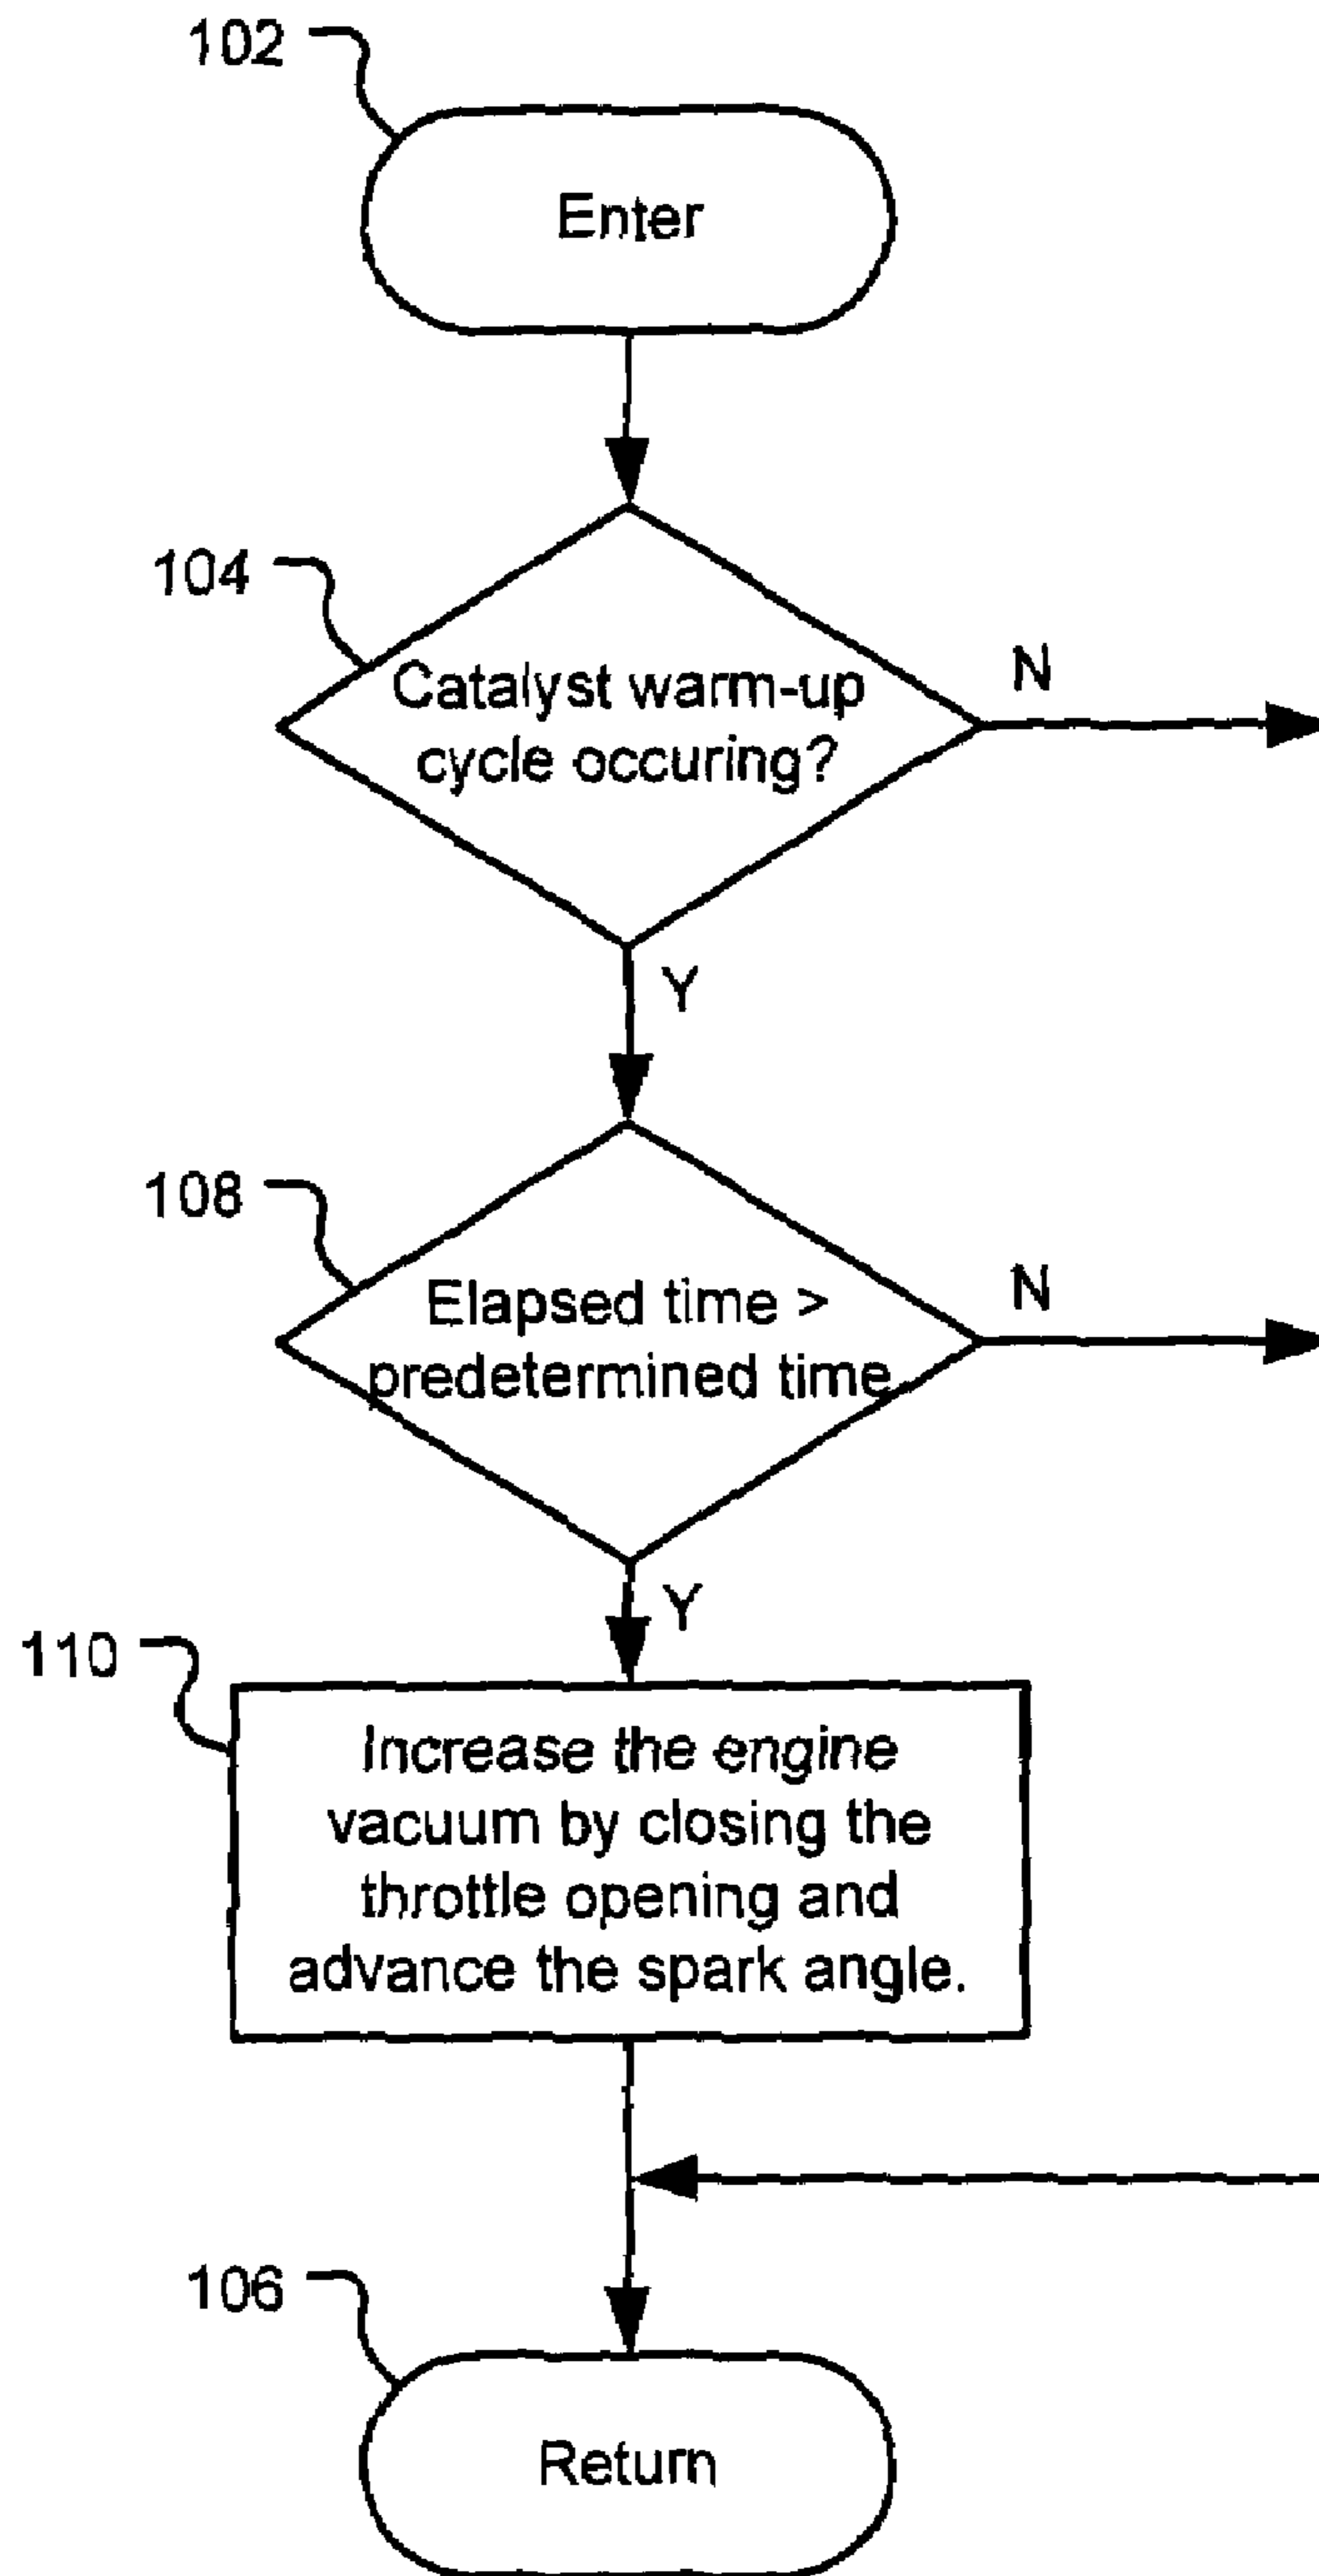 102
Enter
104
Catalyst warm-up
cycle occuring?
N
Y
108
Elapsed time >
predetermined time
N
Y
110
Increase the engine
vacuum by closing the
throttle opening and
advance the spark angle.
106
Return